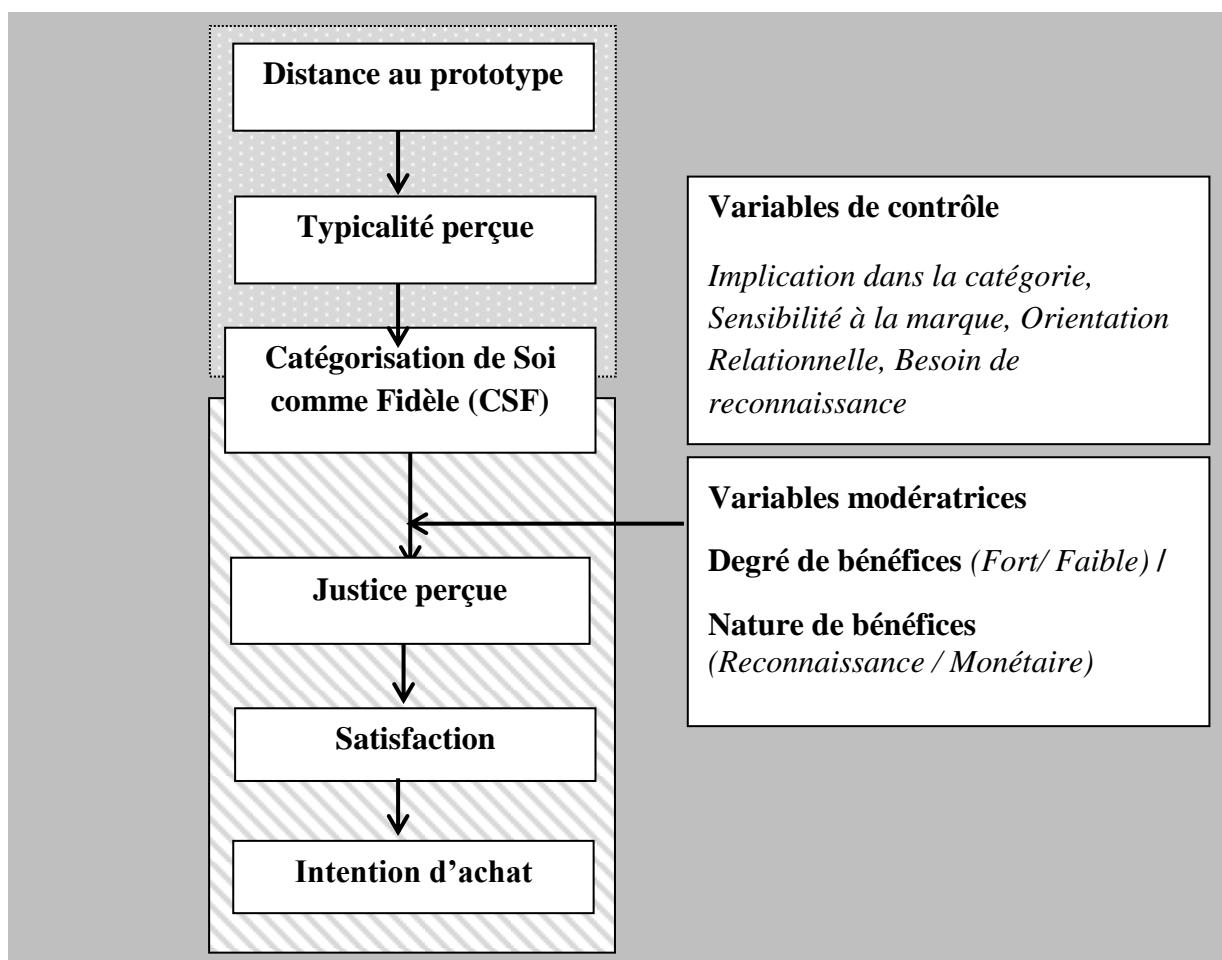 Distance au prototype
Typicalité perçue
Catégorisation de Soi
comme Fidèle (CSF)
Justice perçue
Satisfaction
Intention d’achat
Variables de contrôle
Implication dans la catégorie,
Sensibilité à la marque, Orientation
Relationnelle, Besoin de
reconnaissance
Variables modératrices
Degré de bénéfices (Fort/ Faible) /
Nature de bénéfices
(Reconnaissance / Monétaire)